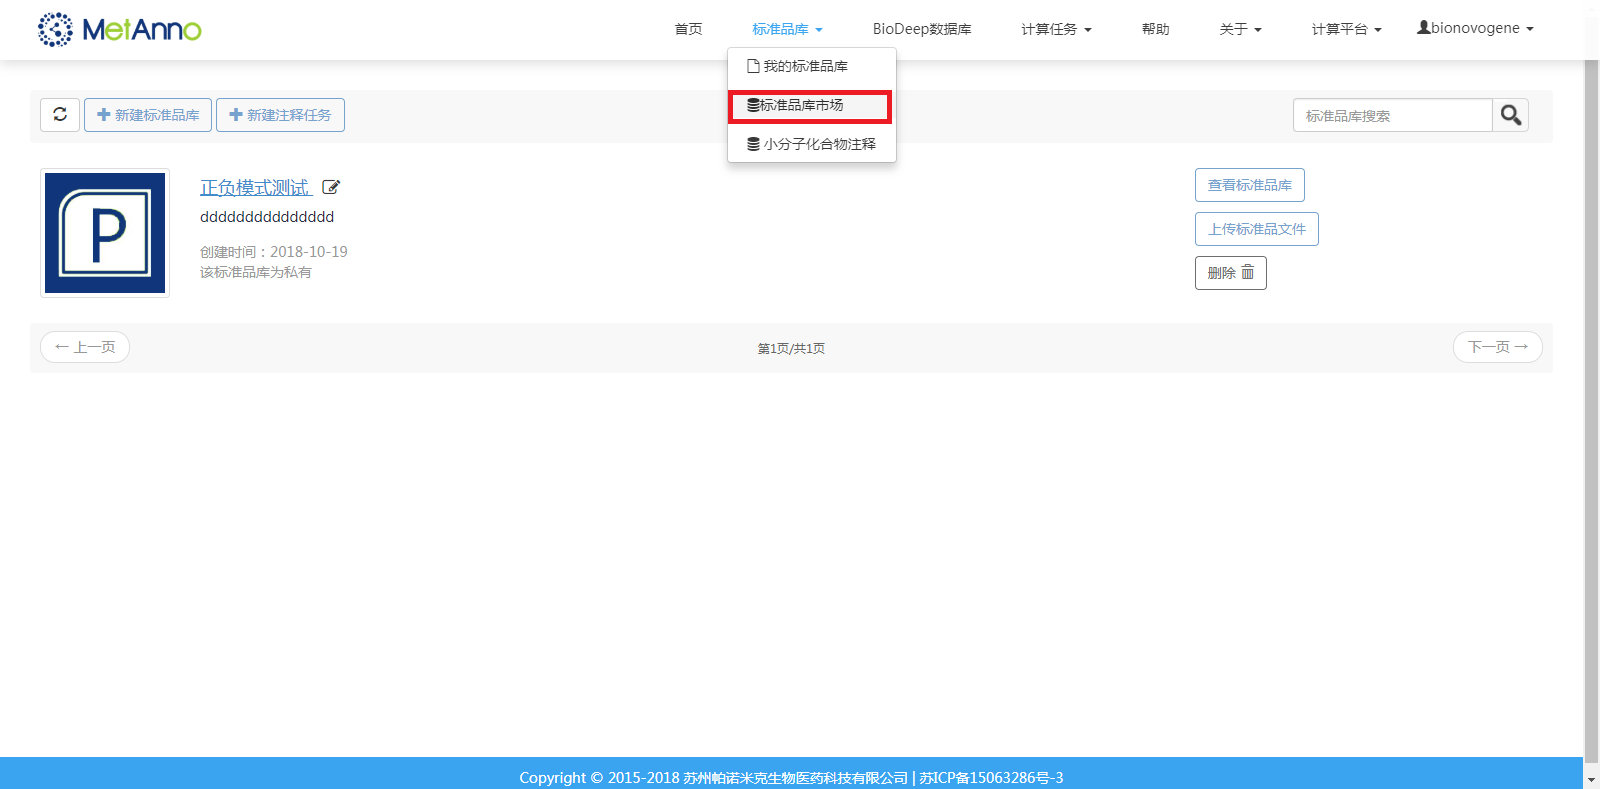 MetAnno
首页
标准品库
BioDeep数据库
计算任务
帮助
关于
计算平台
bionovogene
我的标准品库
标准品库市场
小分子化合物注释
新建标准品库
新建注释任务
标准品库搜索
P
正负模式测试
ddddddddddddddd
创建时间：2018-10-19
该标准品库为私有
查看标准品库
上传标准品文件
删除
← 上一页
第1页/共1页
下一页 →
Copyright © 2015-2018 苏州帕诺米克生物医药科技有限公司 | 苏ICP备15063286号-3